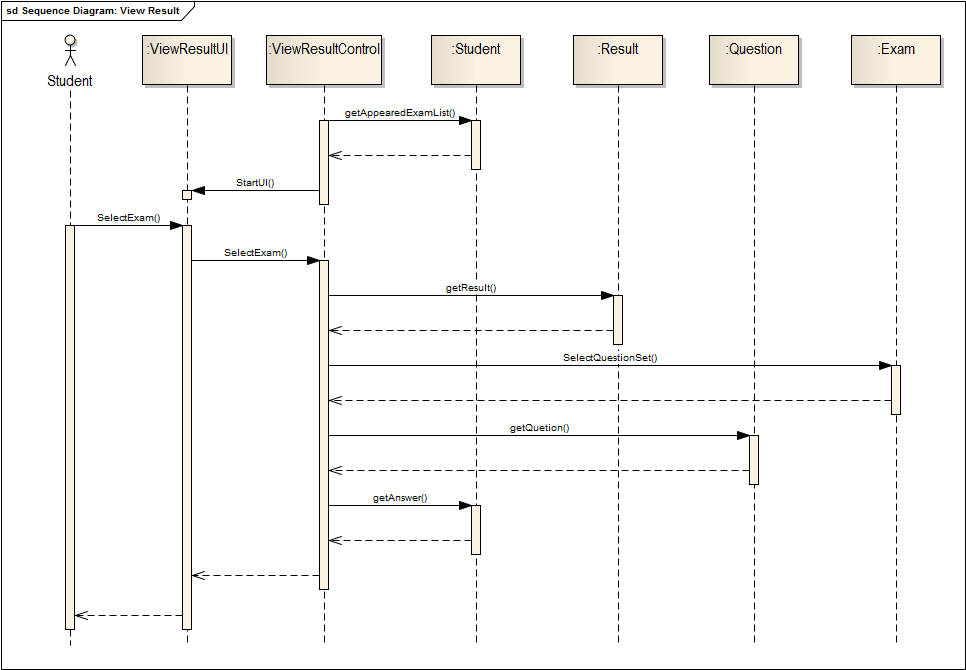 sd Sequence Diagram: View Result
Student
:ViewResultUI
:ViewResultControl
:Student
:Result
:Question
:Exam
getAppearedExamList()
StartUI()
SelectExam()
SelectExam()
getResult()
SelectQuestionSet()
getQuetion()
getAnswer()